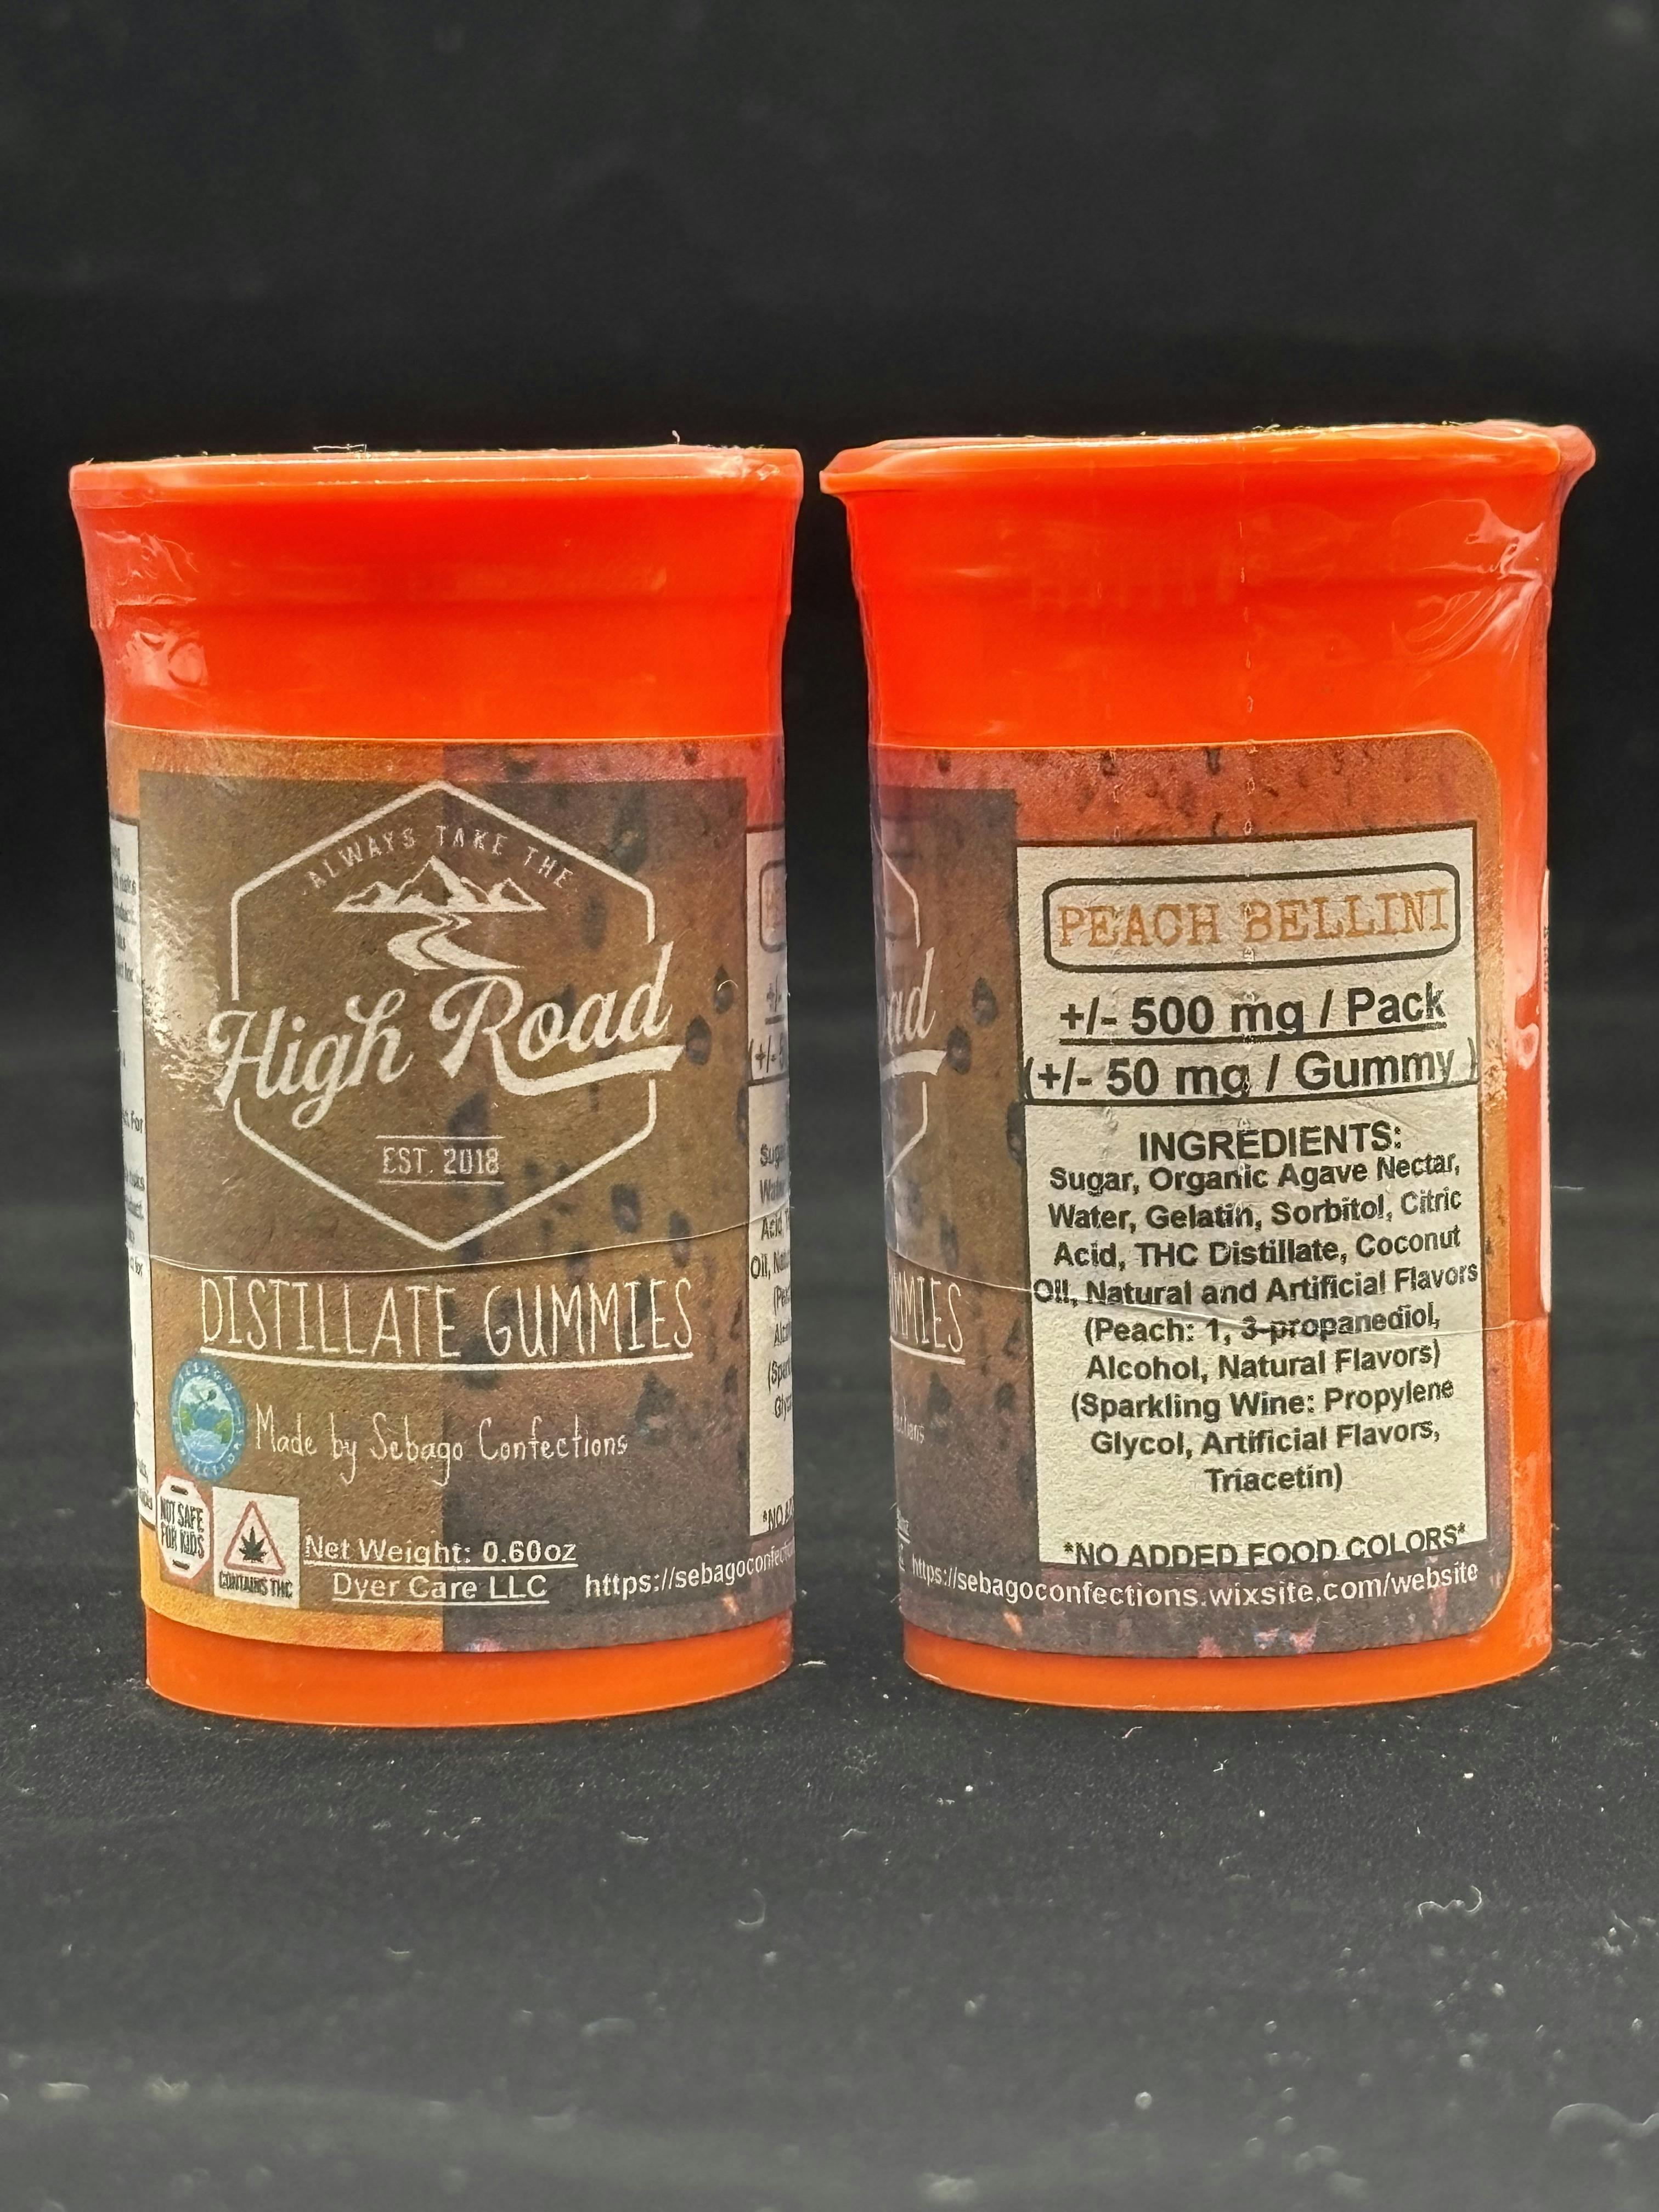 ALWAYS TAKE THE
High Road
EST. 2018
DISTILLATE GUMMIES
Made by Sebago Confections
NOT SAFE
FOR KIDS
CONTAINS THC
Net Weight: 0.60oz
Dyer Care LLC
https://sebagoconfec
PEACH BELLINI
+/- 500 mg / Pack
(+/- 50 mg / Gummy )
INGREDIENTS:
Sugar, Organic Agave Nectar,
Water, Gelatin, Sorbitol, Citric
Acid, THC Distillate, Coconut
Oil, Natural and Artificial Flavors
(Peach: 1, 3-propanediol,
Alcohol, Natural Flavors)
(Sparkling Wine: Propylene
Glycol, Artificial Flavors,
Triacetin)
*NO ADDED FOOD COLORS*
https://sebagoconfections.wixsite.com/website